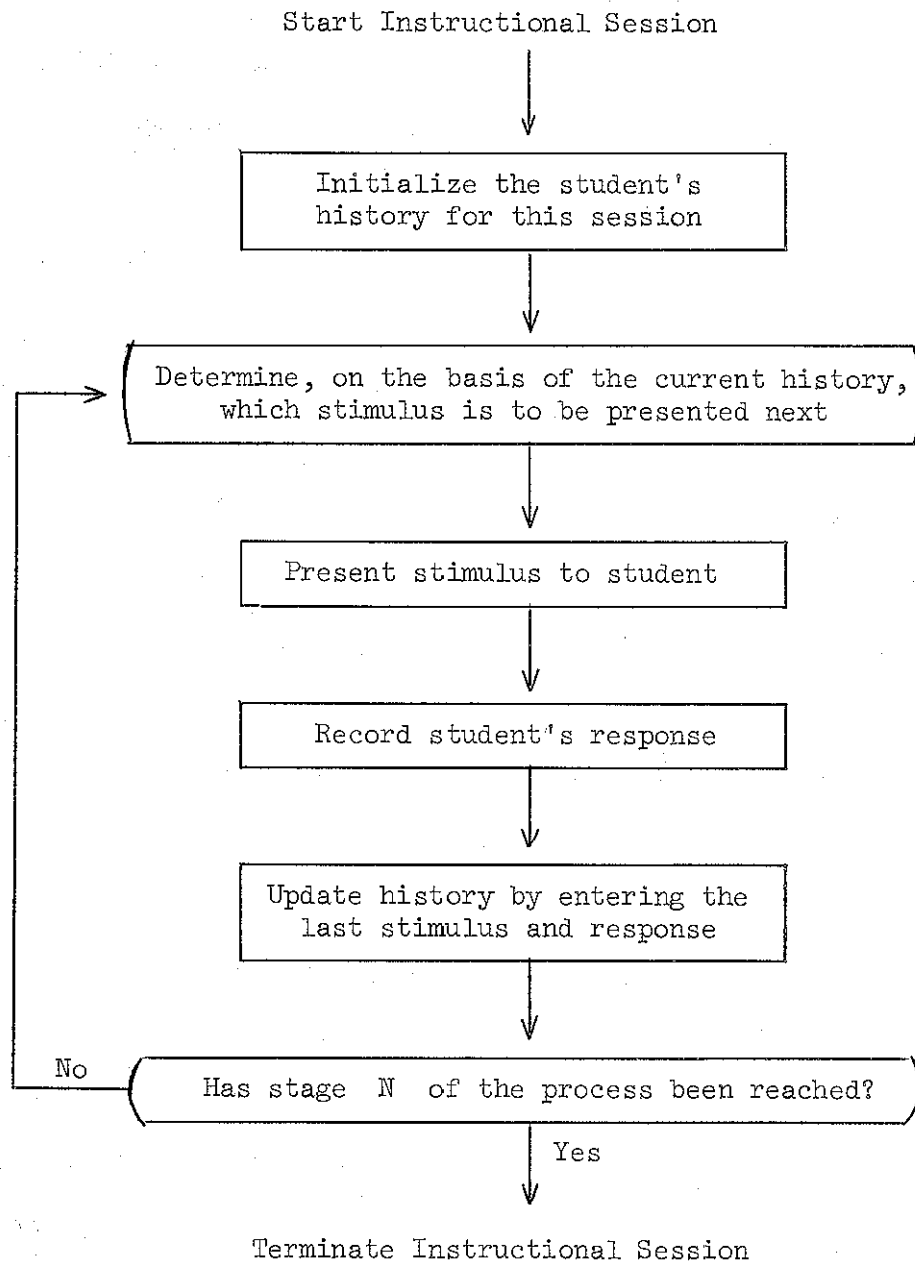 Start Instructional Session
Initialize the student's
history for this session
Determine, on the basis of the current history,
which stimulus is to be presented next
Present stimulus to student
Record student's response
Update history by entering the
last stimulus and response
No
Has stage N of the process been reached?
Yes
Terminate Instructional Session